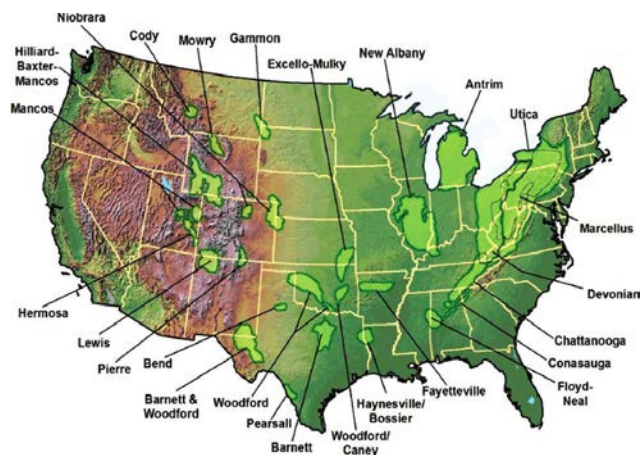 Niobrara
Cody
Mowry
Gammon
Hilliard-
Baxter-
Mancos
Excello-Mulky
New Albany
Antrim
Mancos
Utica
Marcellus
Devonian
Hermosa
Lewis
Chattanooga
Pierre
Conasauga
Bend
Floyd-
Neal
Barnett &
Woodford
Woodford
Fayetteville
Haynesville/
Bossier
Pearsall
Barnett
Woodford/
Caney